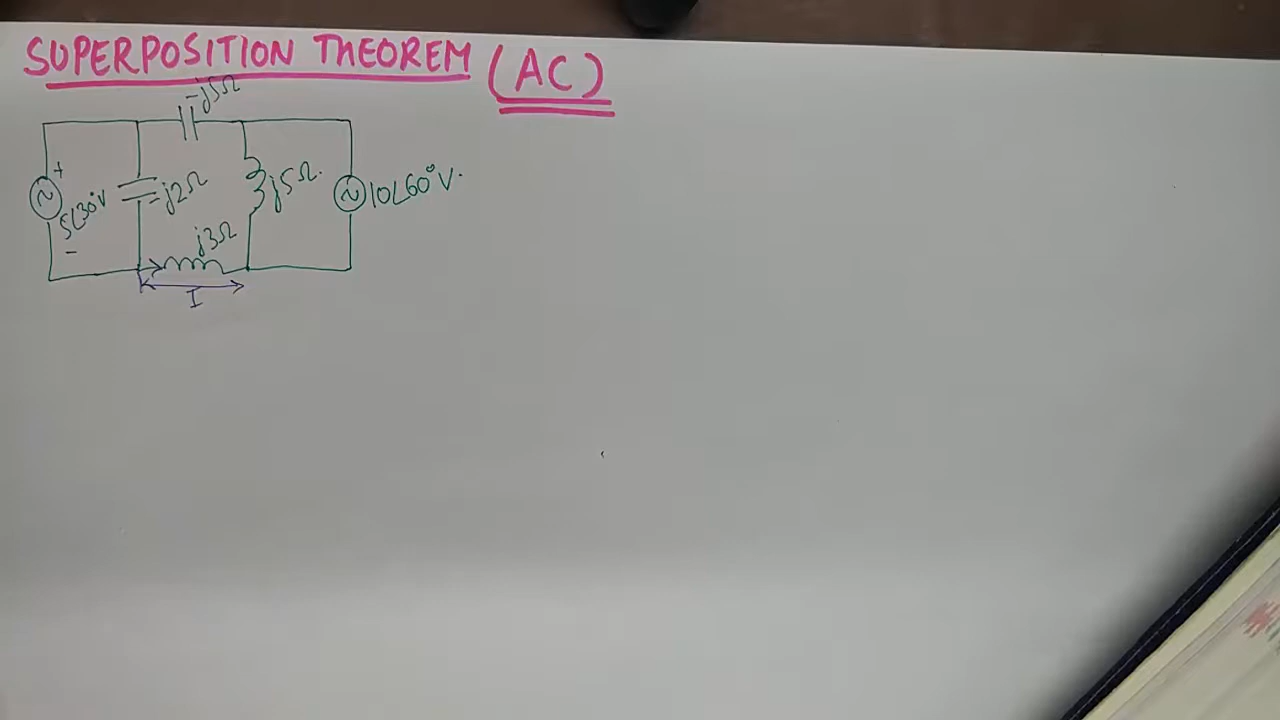 SUPERPOSITION THEOREM (AC)
-j5Ω
+
5∠30°V
-j2Ω
j5Ω.
10∠60°V.
j3Ω
-
I